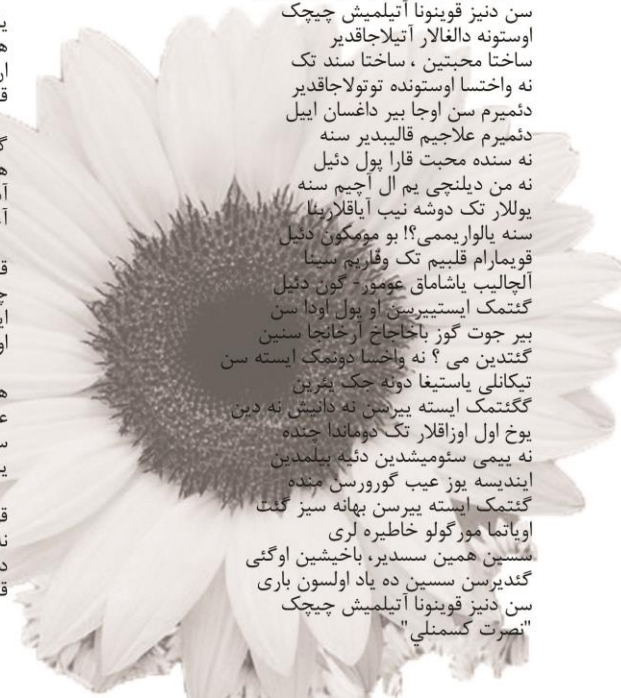 سن دنیز قوینونا آتیلمیش چیچک
اوستونه دالغالار آتیلاجاقدیر
ساختا محبتین ، ساختا سند تک
نه واختسا اوستونده توتولاجاقدیر
دئمیرم سن اوجا بیر داغسان اییل
دئمیرم علاجیم قالیبدیر سنه
نه سنده محبت قارا پول دئیل
نه من دیلنچی یم ال آچیم سنه
یوللار تک دوشه نیب آیاقلارینا
سنه یالواریممی؟! بو مومکون دئیل
قویمارام قلبیم تک وقاریم سینا
آلچالیب یاشاماق عومور- گون دئیل
گئتمک ایستییرسن او یول اودا سن
بیر جوت گوز باخاجاخ آرخانجا سنین
گئتدین می ؟ نه واخسا دونمک ایسته سن
تیکانلی یاستیغا دونه جک یئرین
گگئتمک ایسته ییرسن نه دانیش نه دین
یوخ اول اوزاقلار تک دوماندا چنده
نه ییمی سئومیشدین دئیه بیلمدین
ایندیسه یوز عیب گورورسن منده
گئتمک ایسته ییرسن بهانه سیز گئت
اویاتما مورگولو خاطیره لری
سسین همین سسدیر، باخیشین اوگئی
گئدیرسن سسین ده یاد اولسون باری
سن دنیز قوینونا آتیلمیش چیچک
"نصرت کسمنلي"